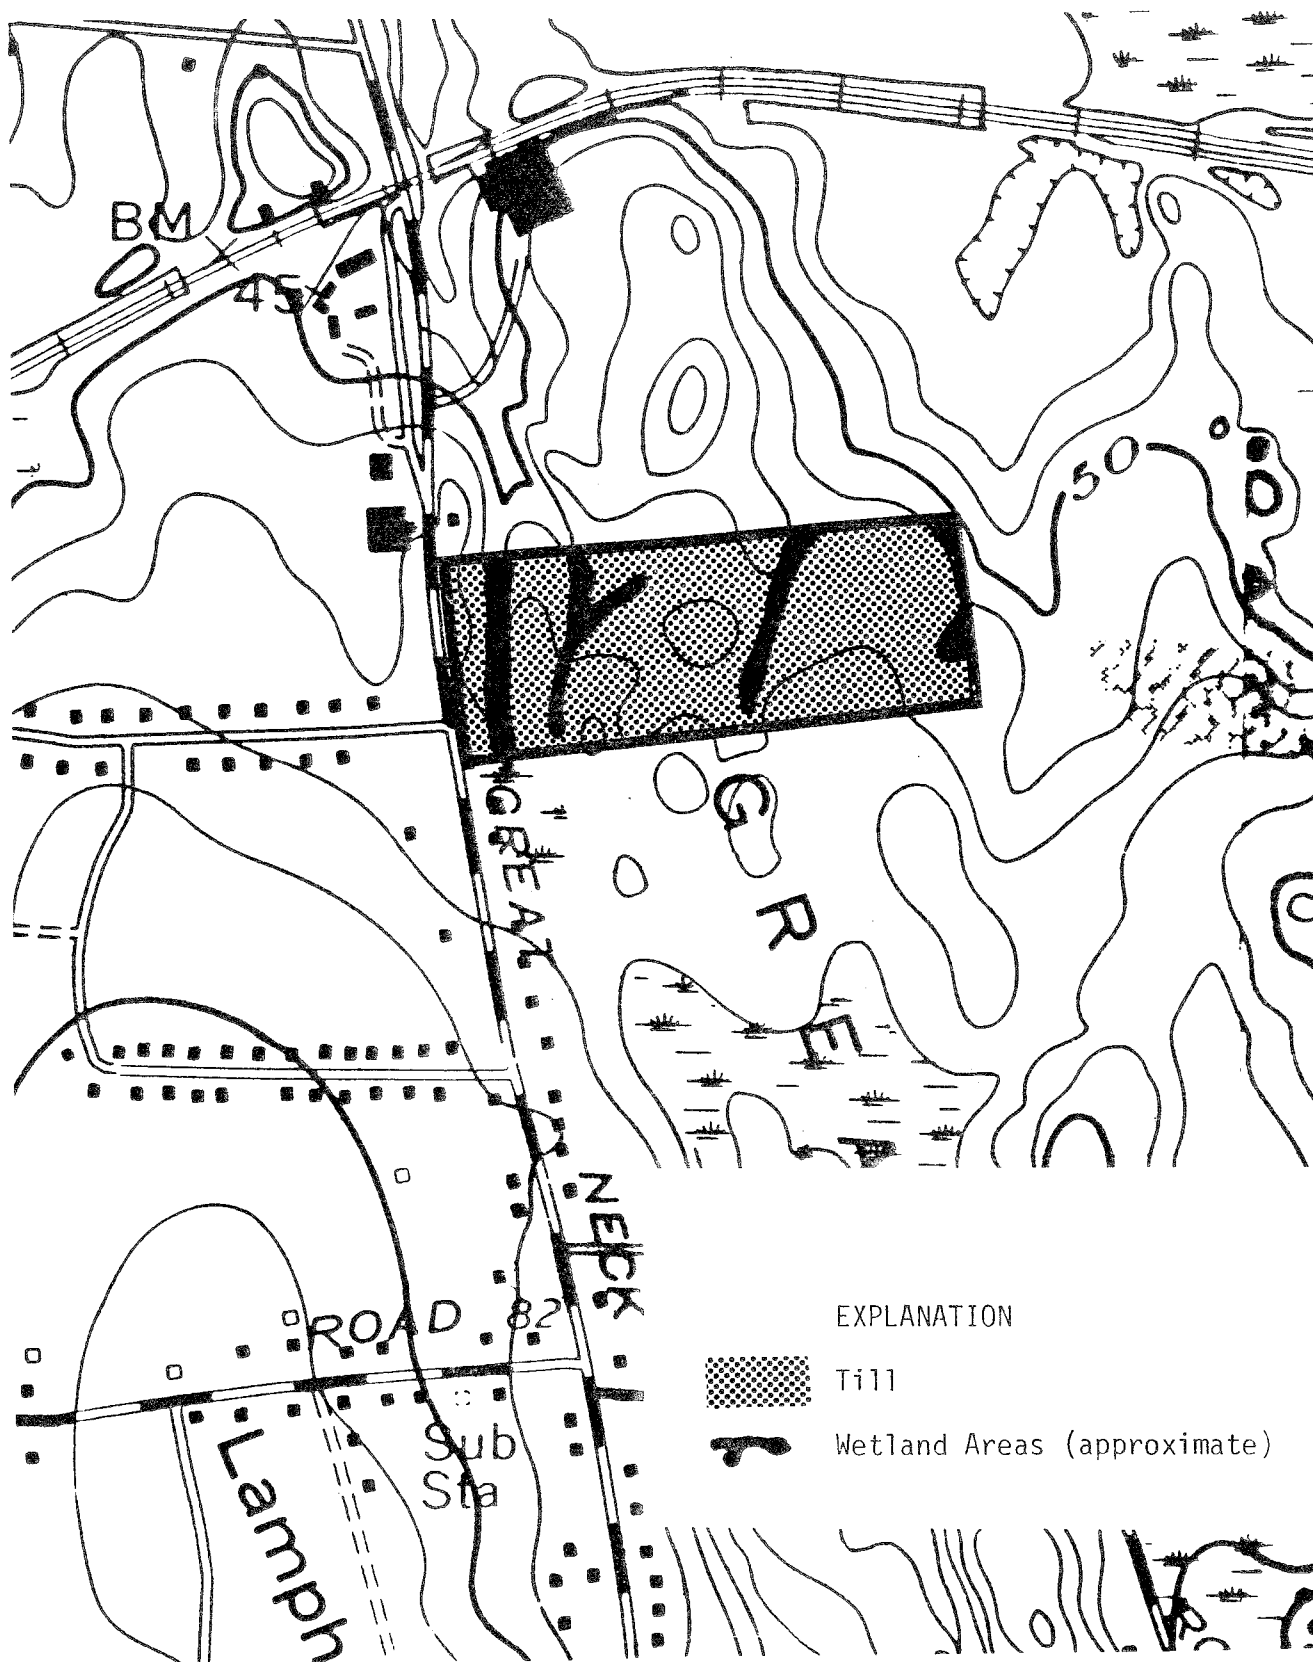 BM
45
50
GREAT
G
R
E
A
NECK
ROAD 82
Sub
Sta
Lamph
EXPLANATION
Till
Wetland Areas (approximate)